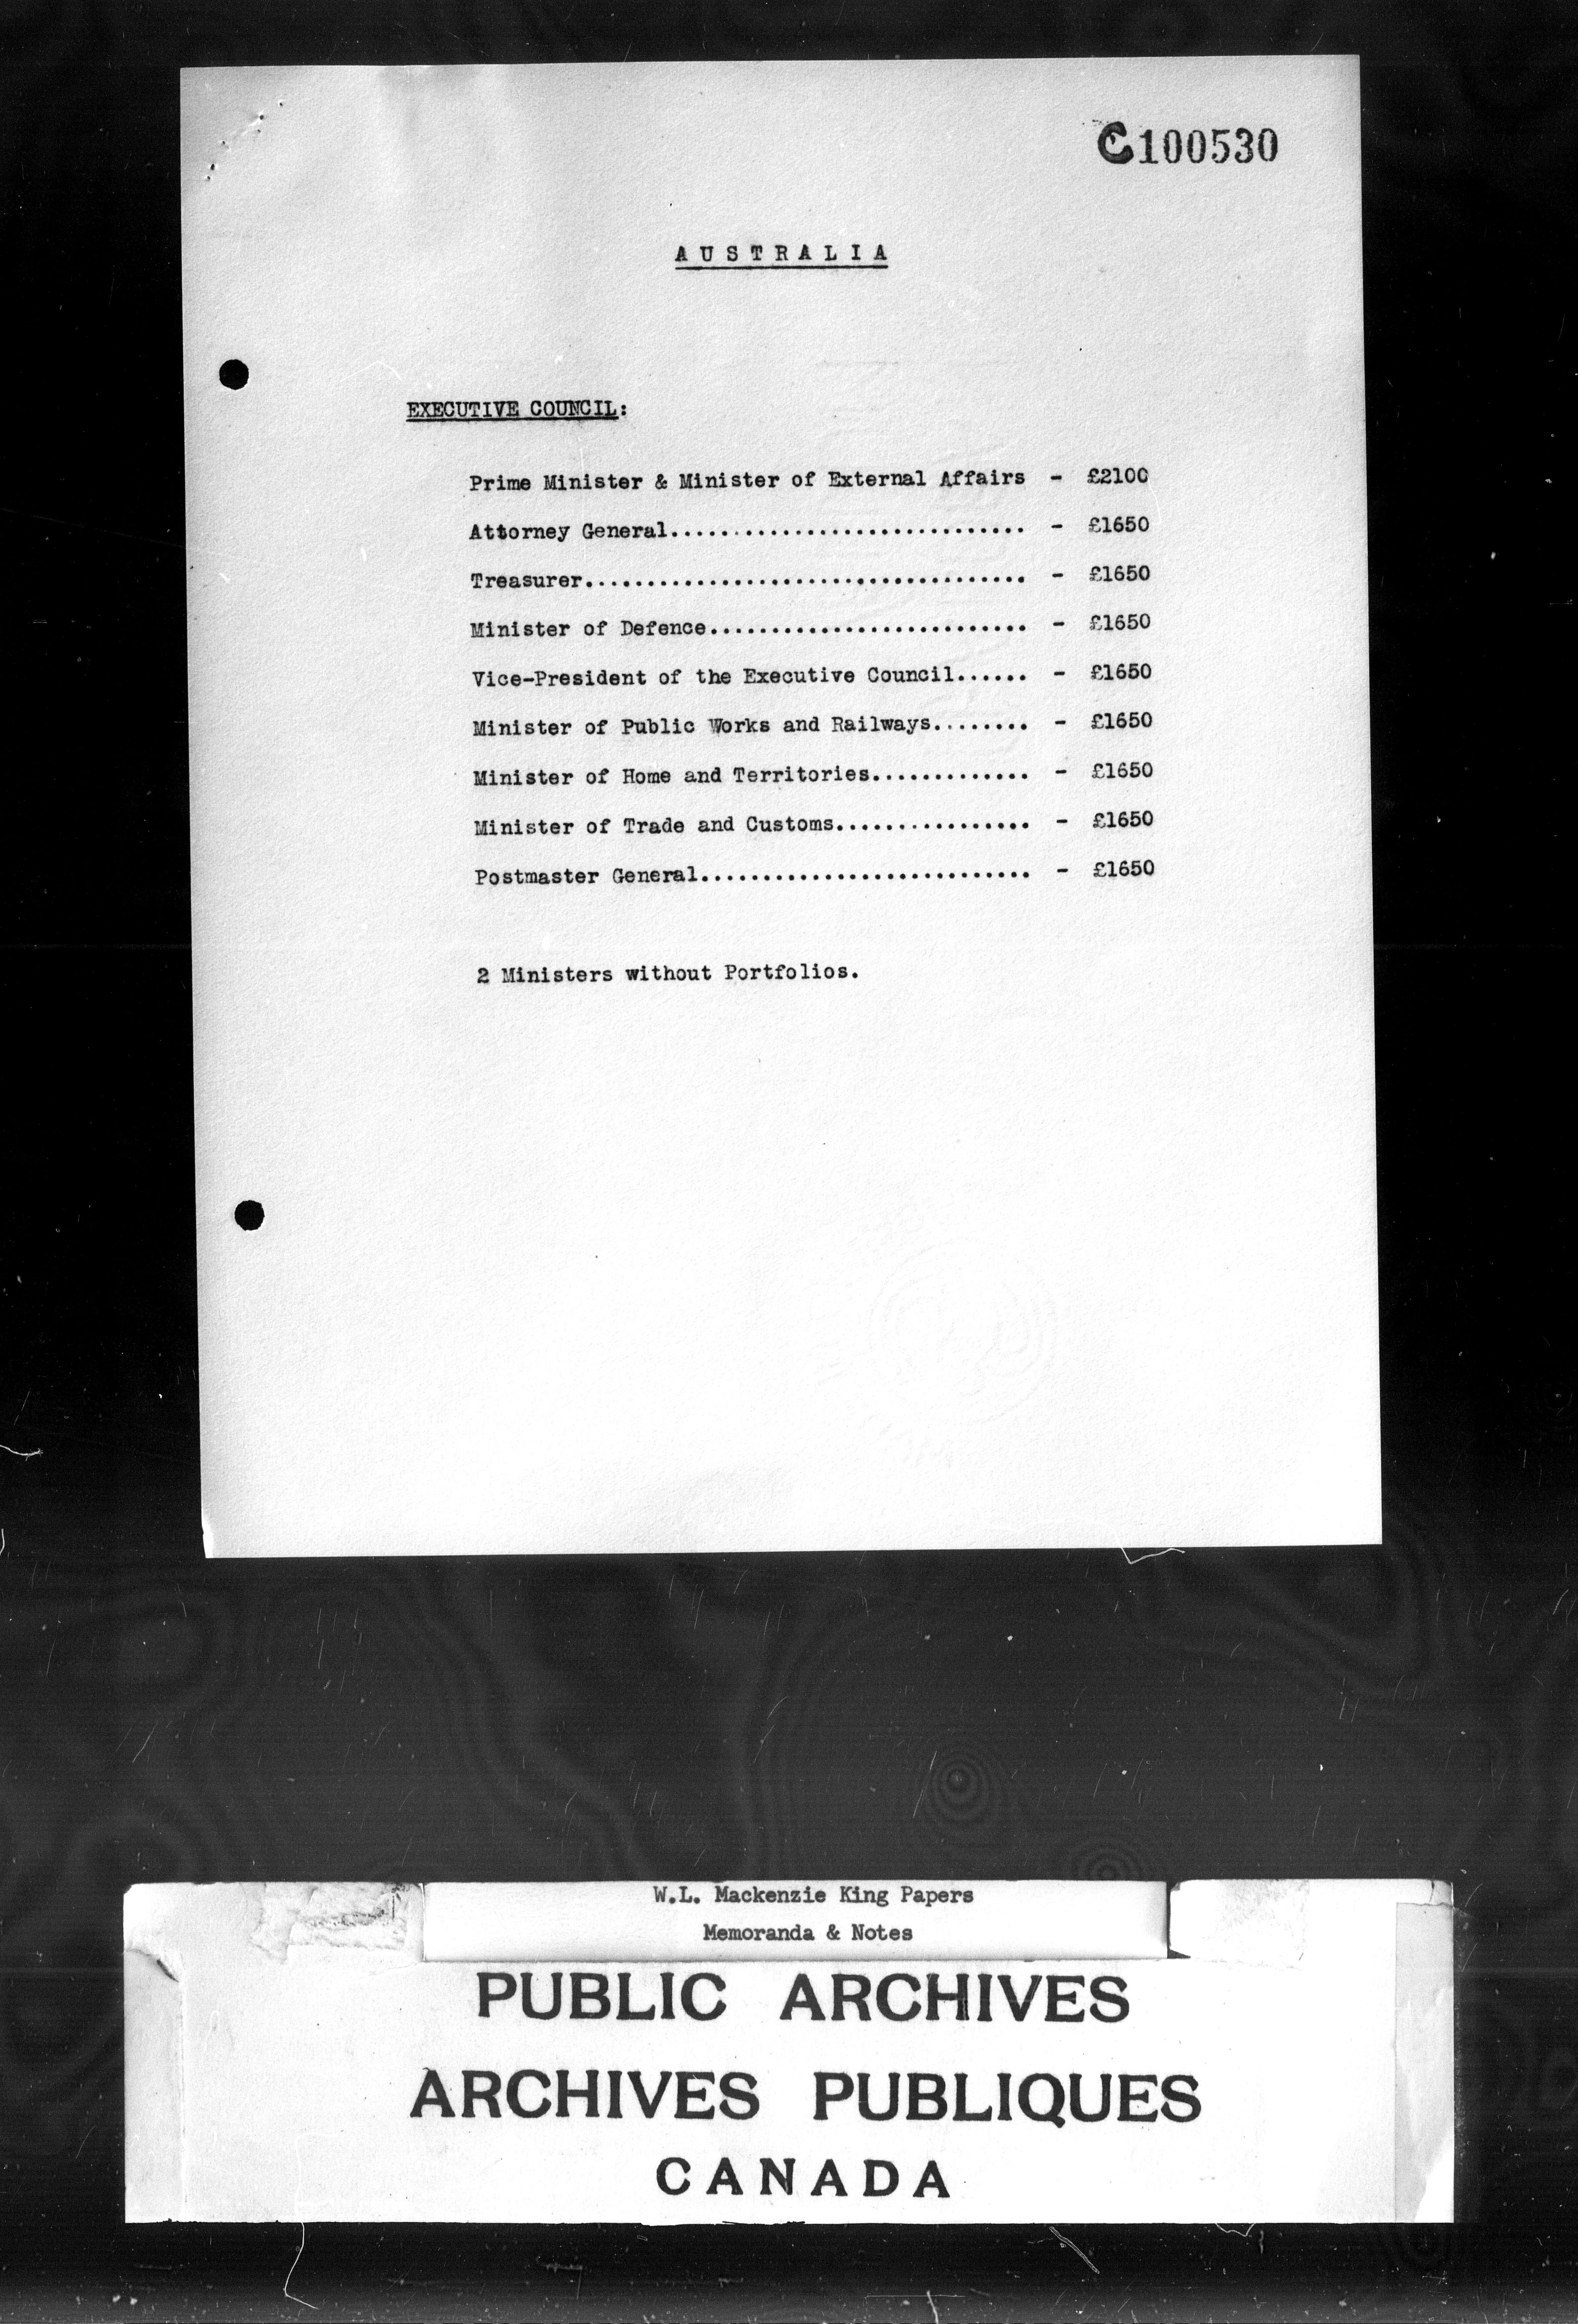 C100530
AUSTRALIA
EXECUTIVE COUNCIL:
Prime Minister & Minister of External Affairs - £2100
Attorney General............................. - £1650
Treasurer.................................... - £1650
Minister of Defence.......................... - £1650
Vice-President of the Executive Council...... - £1650
Minister of Public Works and Railways........ - £1650
Minister of Home and Territories............. - £1650
Minister of Trade and Customs................ - £1650
Postmaster General........................... - £1650
2 Ministers without Portfolios.
W.L. Mackenzie King Papers
Memoranda & Notes
PUBLIC ARCHIVES
ARCHIVES PUBLIQUES
CANADA